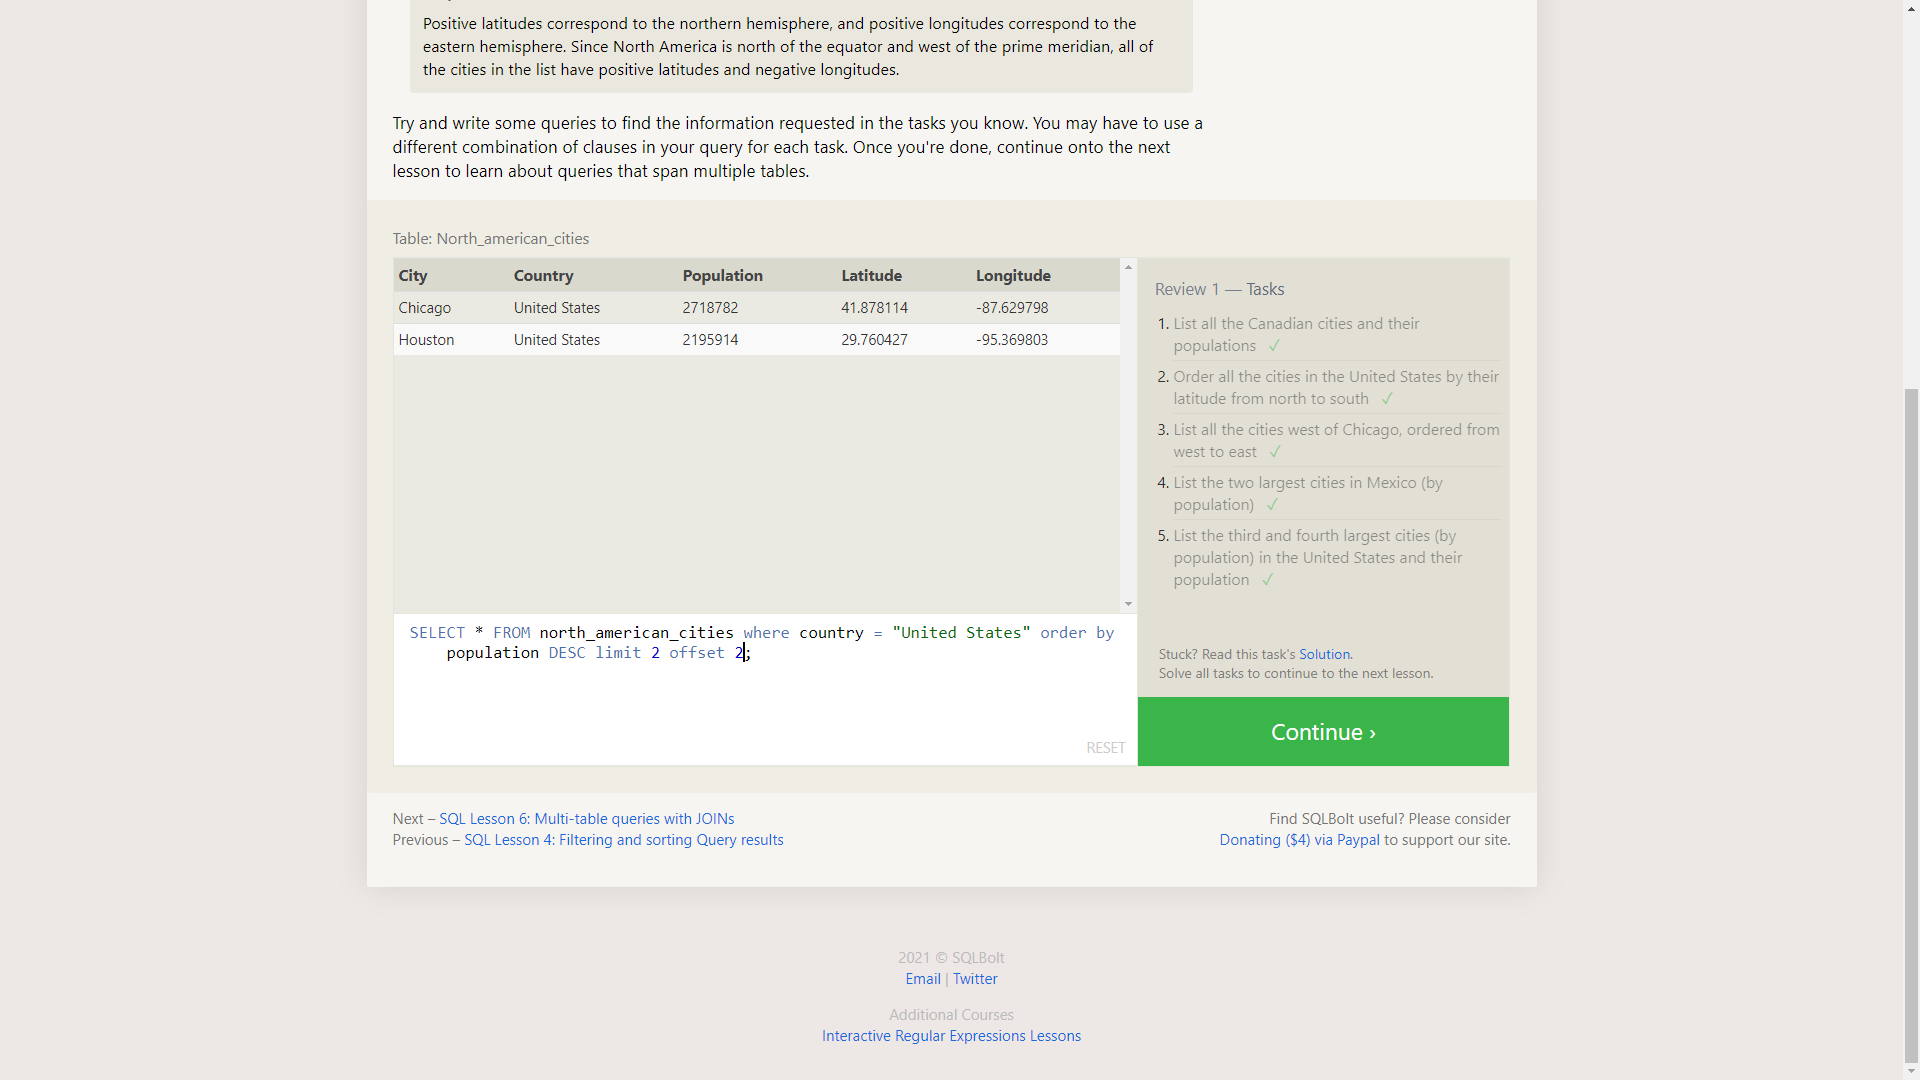 Positive latitudes correspond to the northern hemisphere, and positive longitudes correspond to the
eastern hemisphere. Since North America is north of the equator and west of the prime meridian, all of
the cities in the list have positive latitudes and negative longitudes.
Try and write some queries to find the information requested in the tasks you know. You may have to use a
different combination of clauses in your query for each task. Once you're done, continue onto the next
lesson to learn about queries that span multiple tables.
Table: North_american_cities
City Country Population Latitude Longitude
Chicago United States 2718782 41.878114 -87.629798
Houston United States 2195914 29.760427 -95.369803
SELECT * FROM north_american_cities where country = "United States" order by
population DESC limit 2 offset 2;
RESET
Review 1 — Tasks
1. List all the Canadian cities and their
populations ✓
2. Order all the cities in the United States by their
latitude from north to south ✓
3. List all the cities west of Chicago, ordered from
west to east ✓
4. List the two largest cities in Mexico (by
population) ✓
5. List the third and fourth largest cities (by
population) in the United States and their
population ✓
Stuck? Read this task's Solution.
Solve all tasks to continue to the next lesson.
Continue ›
Next – SQL Lesson 6: Multi-table queries with JOINs
Previous – SQL Lesson 4: Filtering and sorting Query results
Find SQLBolt useful? Please consider
Donating ($4) via Paypal to support our site.
2021 © SQLBolt
Email | Twitter
Additional Courses
Interactive Regular Expressions Lessons